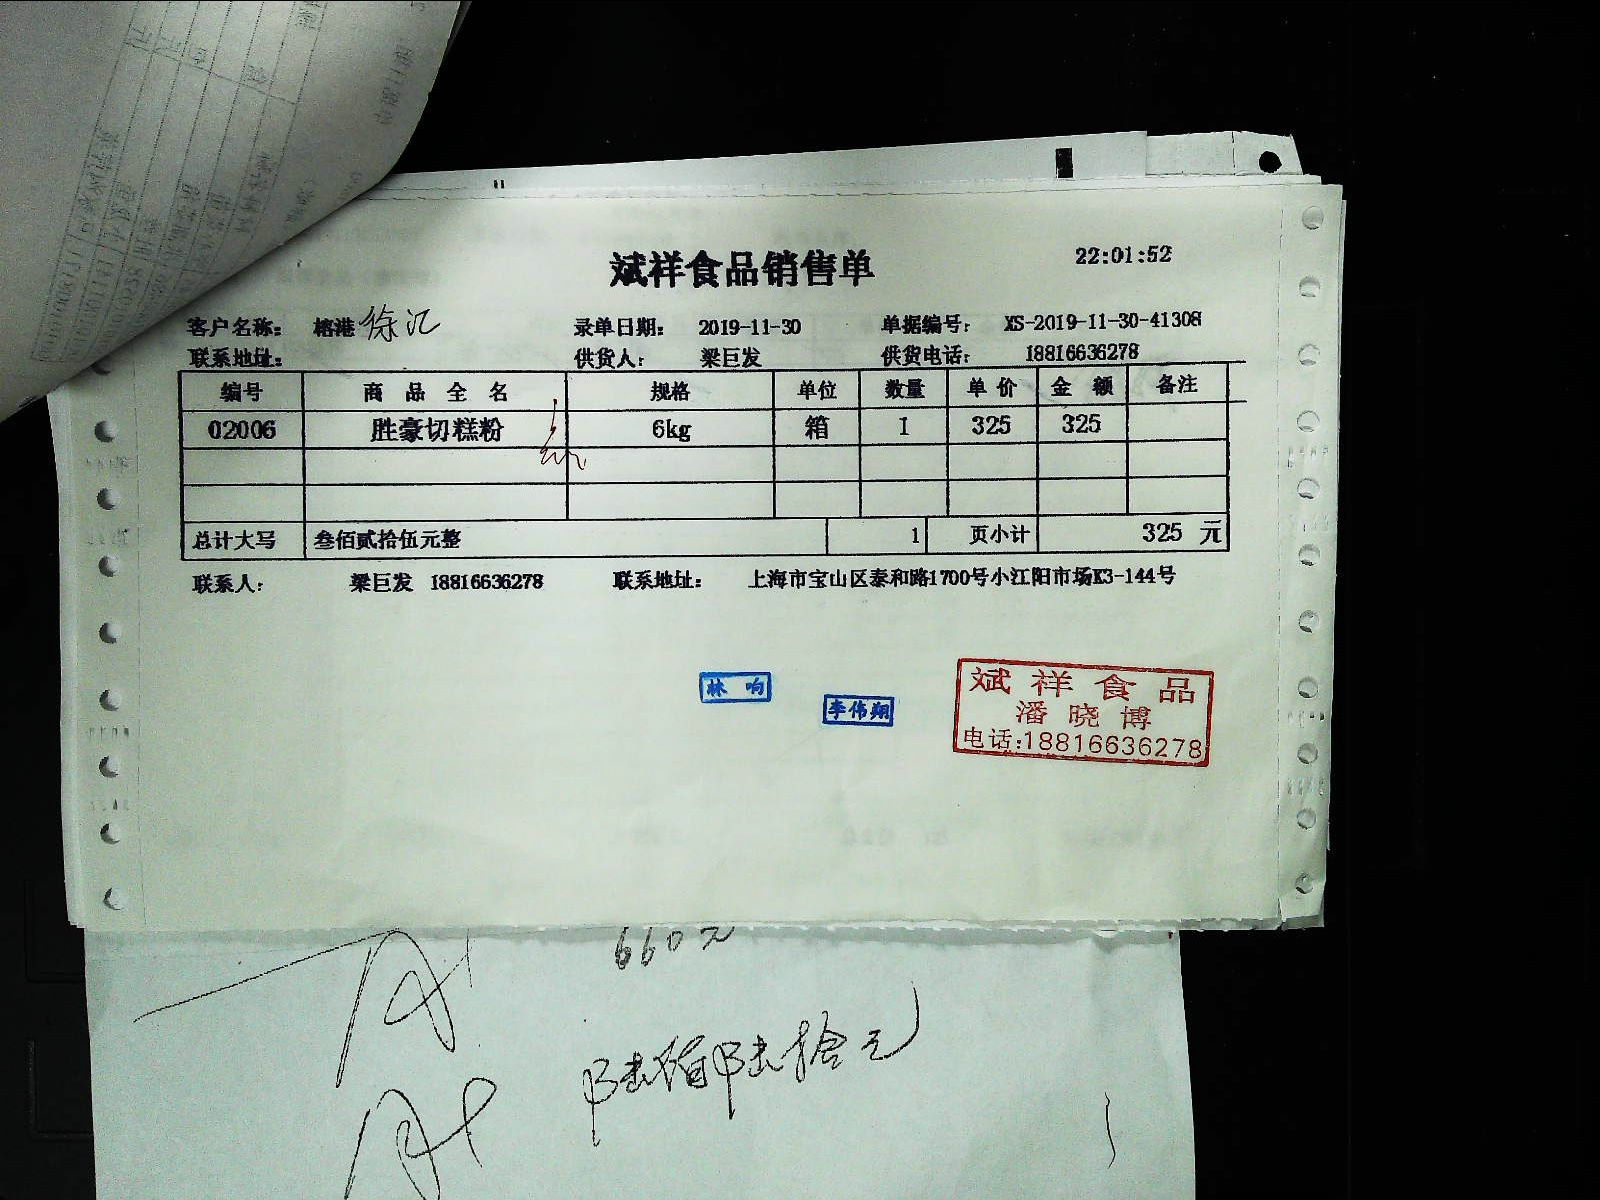 斌祥食品销售单
22:01:52
客户名称： 榕港 徐汇 录单日期： 2019-11-30 单据编号： XS-2019-11-30-41308
联系地址： 供货人： 梁巨发 供货电话： 18816636278
编号 商品全名 规格 单位 数量 单价 金额 备注
02006 胜豪切糕粉 6kg 箱 1 325 325
总计大写 叁佰贰拾伍元整 1 页小计 325 元
联系人： 梁巨发 18816636278 联系地址： 上海市宝山区泰和路1700号小江阳市场K3-144号
林响
李伟翔
斌祥食品
潘晓博
电话:18816636278
660元
陆佰陆拾元